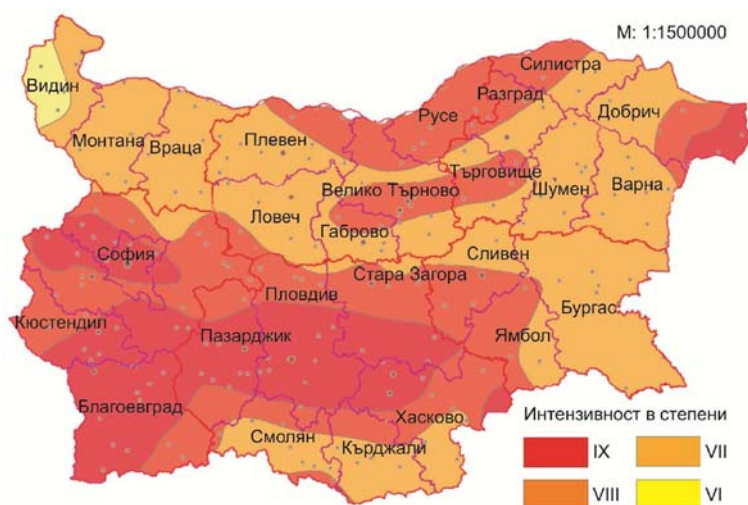 М: 1:1500000
Силистра
Видин
Разград
Добрич
Русе
Монтана
Плевен
Враца
Търговище
Велико Търново
Шумен
Варна
Ловеч
Габрово
София
Сливен
Стара Загора
Пловдив
Бургас
Кюстендил
Пазарджик
Ямбол
Благоевград
Хасково
Интензивност в степени
Смолян
Кърджали
IX
VII
VIII
VI